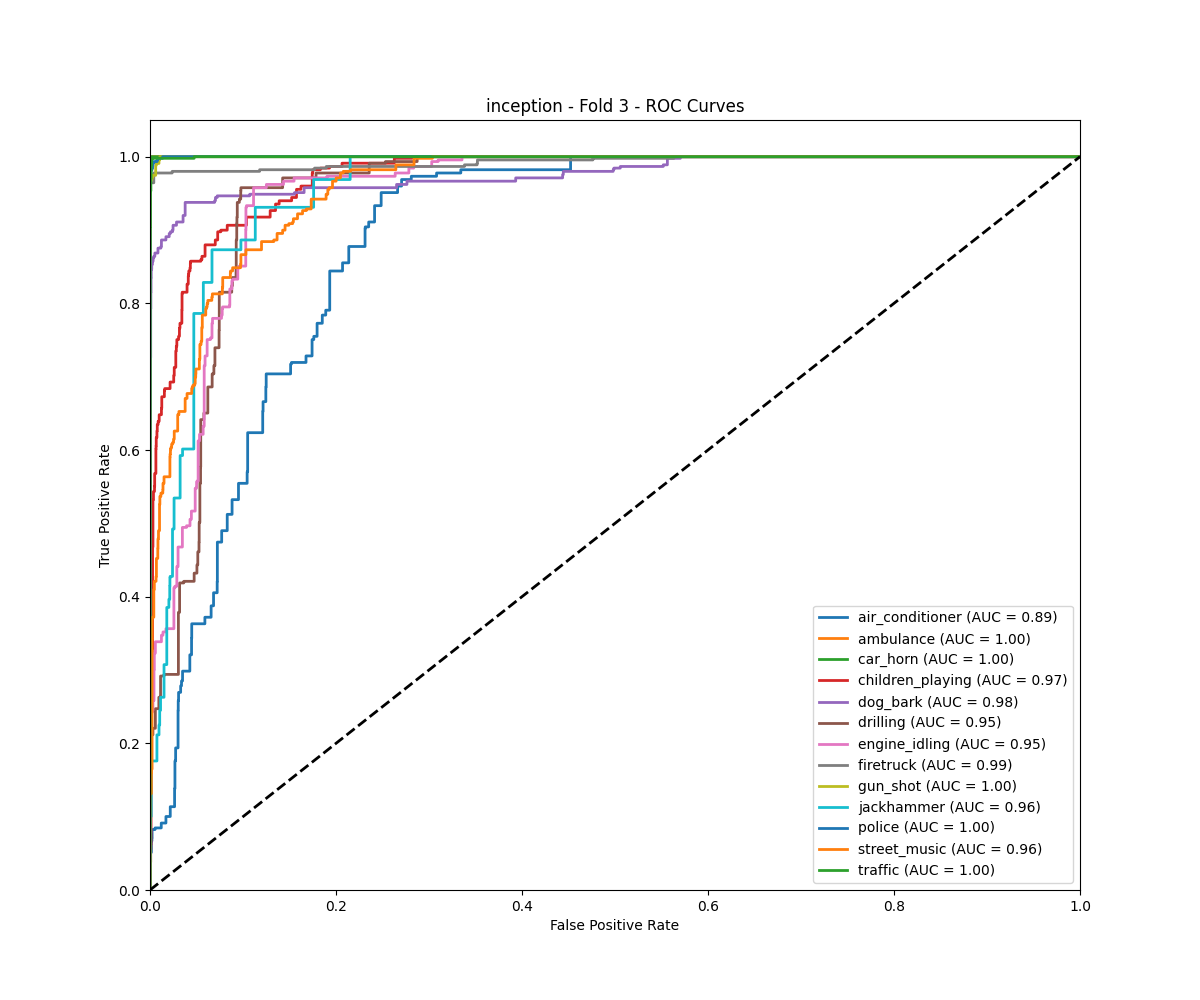 inception - Fold 3 - ROC Curves
1.0
0.8
0.6
0.4
0.2
0.0
True Positive Rate
0.0 0.2 0.4 0.6 0.8 1.0
False Positive Rate
air_conditioner (AUC = 0.89)
ambulance (AUC = 1.00)
car_horn (AUC = 1.00)
children_playing (AUC = 0.97)
dog_bark (AUC = 0.98)
drilling (AUC = 0.95)
engine_idling (AUC = 0.95)
firetruck (AUC = 0.99)
gun_shot (AUC = 1.00)
jackhammer (AUC = 0.96)
police (AUC = 1.00)
street_music (AUC = 0.96)
traffic (AUC = 1.00)